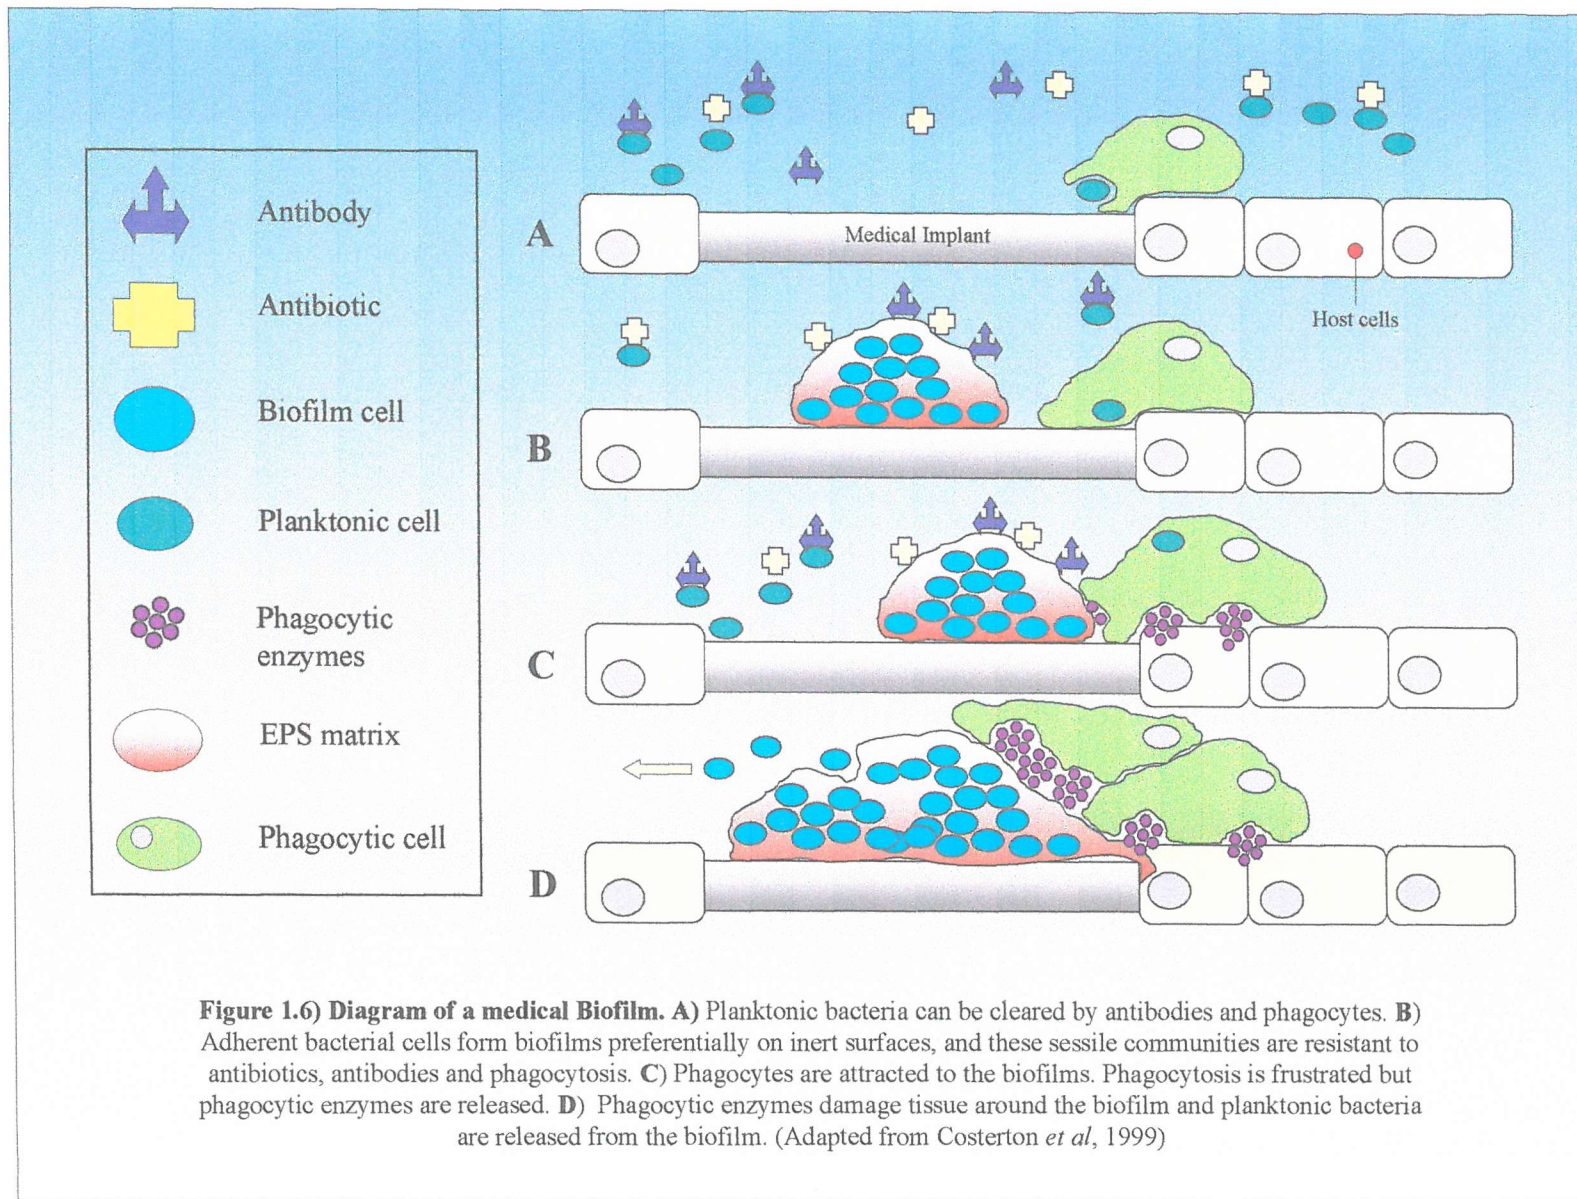 Antibody
Antibiotic
Biofilm cell
Planktonic cell
Phagocytic
enzymes
EPS matrix
Phagocytic cell
A
Medical Implant
Host cells
B
C
D
Figure 1.6) Diagram of a medical Biofilm. A) Planktonic bacteria can be cleared by antibodies and phagocytes. B)
Adherent bacterial cells form biofilms preferentially on inert surfaces, and these sessile communities are resistant to
antibiotics, antibodies and phagocytosis. C) Phagocytes are attracted to the biofilms. Phagocytosis is frustrated but
phagocytic enzymes are released. D) Phagocytic enzymes damage tissue around the biofilm and planktonic bacteria
are released from the biofilm. (Adapted from Costerton et al, 1999)